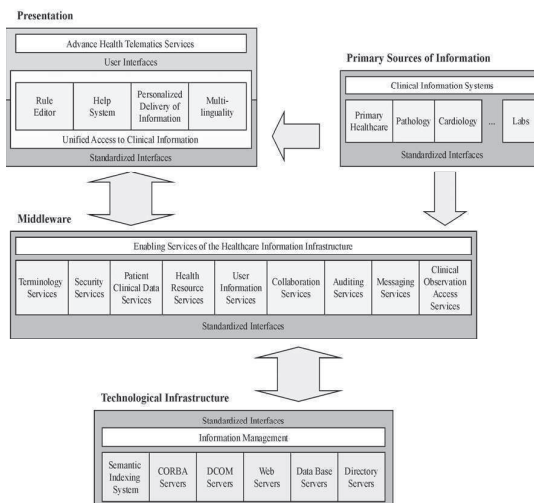 Presentation
Advance Health Telematics Services
User Interfaces
Rule
Editor
Help
System
Personalized
Delivery of
Information
Multi-
linguality
Unified Access to Clinical Information
Standardized Interfaces
Primary Sources of Information
Clinical Information Systems
Primary
Healthcare
Pathology
Cardiology
...
Labs
Standardized Interfaces
Middleware
Enabling Services of the Healthcare Information Infrastructure
Terminology
Services
Security
Services
Patient
Clinical Data
Services
Health
Resource
Services
User
Information
Services
Collaboration
Services
Auditing
Services
Messaging
Services
Clinical
Observation
Access
Services
Standardized Interfaces
Technological Infrastructure
Standardized Interfaces
Information Management
Semantic
Indexing
System
CORBA
Servers
DCOM
Servers
Web
Servers
Data Base
Servers
Directory
Servers